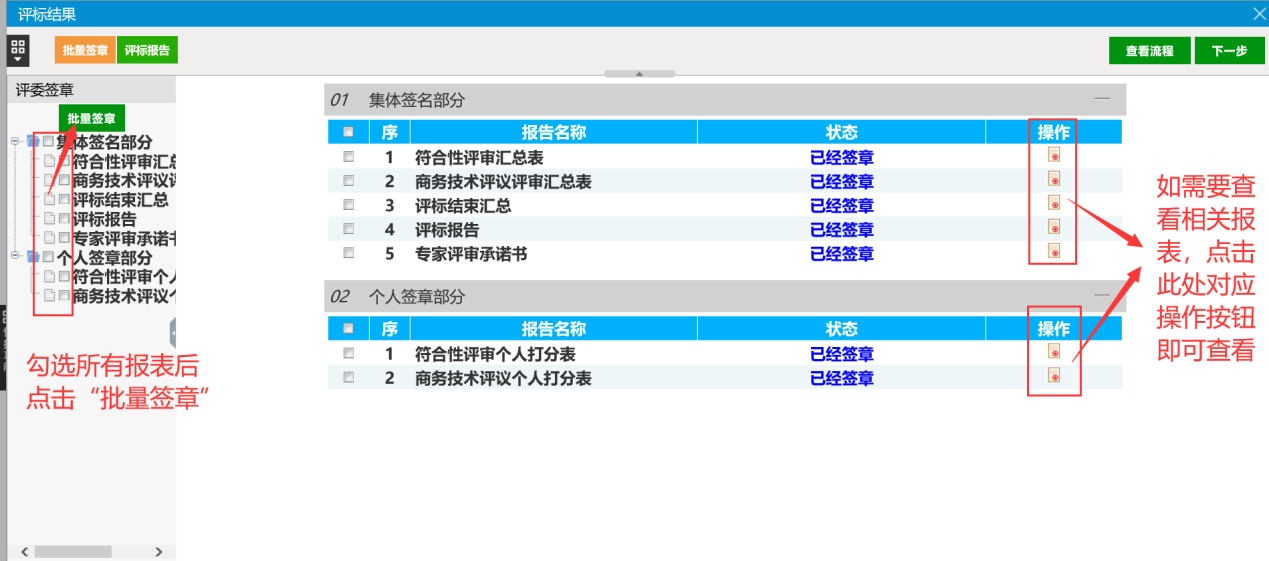 评标结果
批量签章 评标报告 查看流程 下一步
评委签章
批量签章
集体签名部分
符合性评审汇总
商务技术评议评
评标结束汇总
评标报告
专家评审承诺书
个人签章部分
符合性评审个人
商务技术评议个
勾选所有报表后
点击“批量签章”
01 集体签名部分
序 报告名称 状态 操作
1 符合性评审汇总表 已经签章
2 商务技术评议评审汇总表 已经签章
3 评标结束汇总 已经签章
4 评标报告 已经签章
5 专家评审承诺书 已经签章
02 个人签章部分
序 报告名称 状态 操作
1 符合性评审个人打分表 已经签章
2 商务技术评议个人打分表 已经签章
如需要查
看相关报
表，点击
此处对应
操作按钮
即可查看